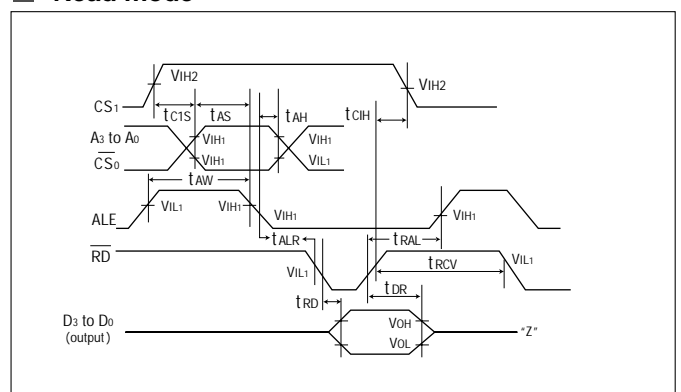 Read mode
VIH2
VIH2
CS1
tC1S
tAS
tAH
tCIH
A3 to A0
VIH1
VIH1
CS0
VIH1
VIL1
tAW
ALE
VIL1
VIH1
VIH1
VIH1
tALR
tRAL
RD
VIL1
tRCV
VIL1
tRD
tDR
D3 to D0
(output)
VOH
VOL
"Z"